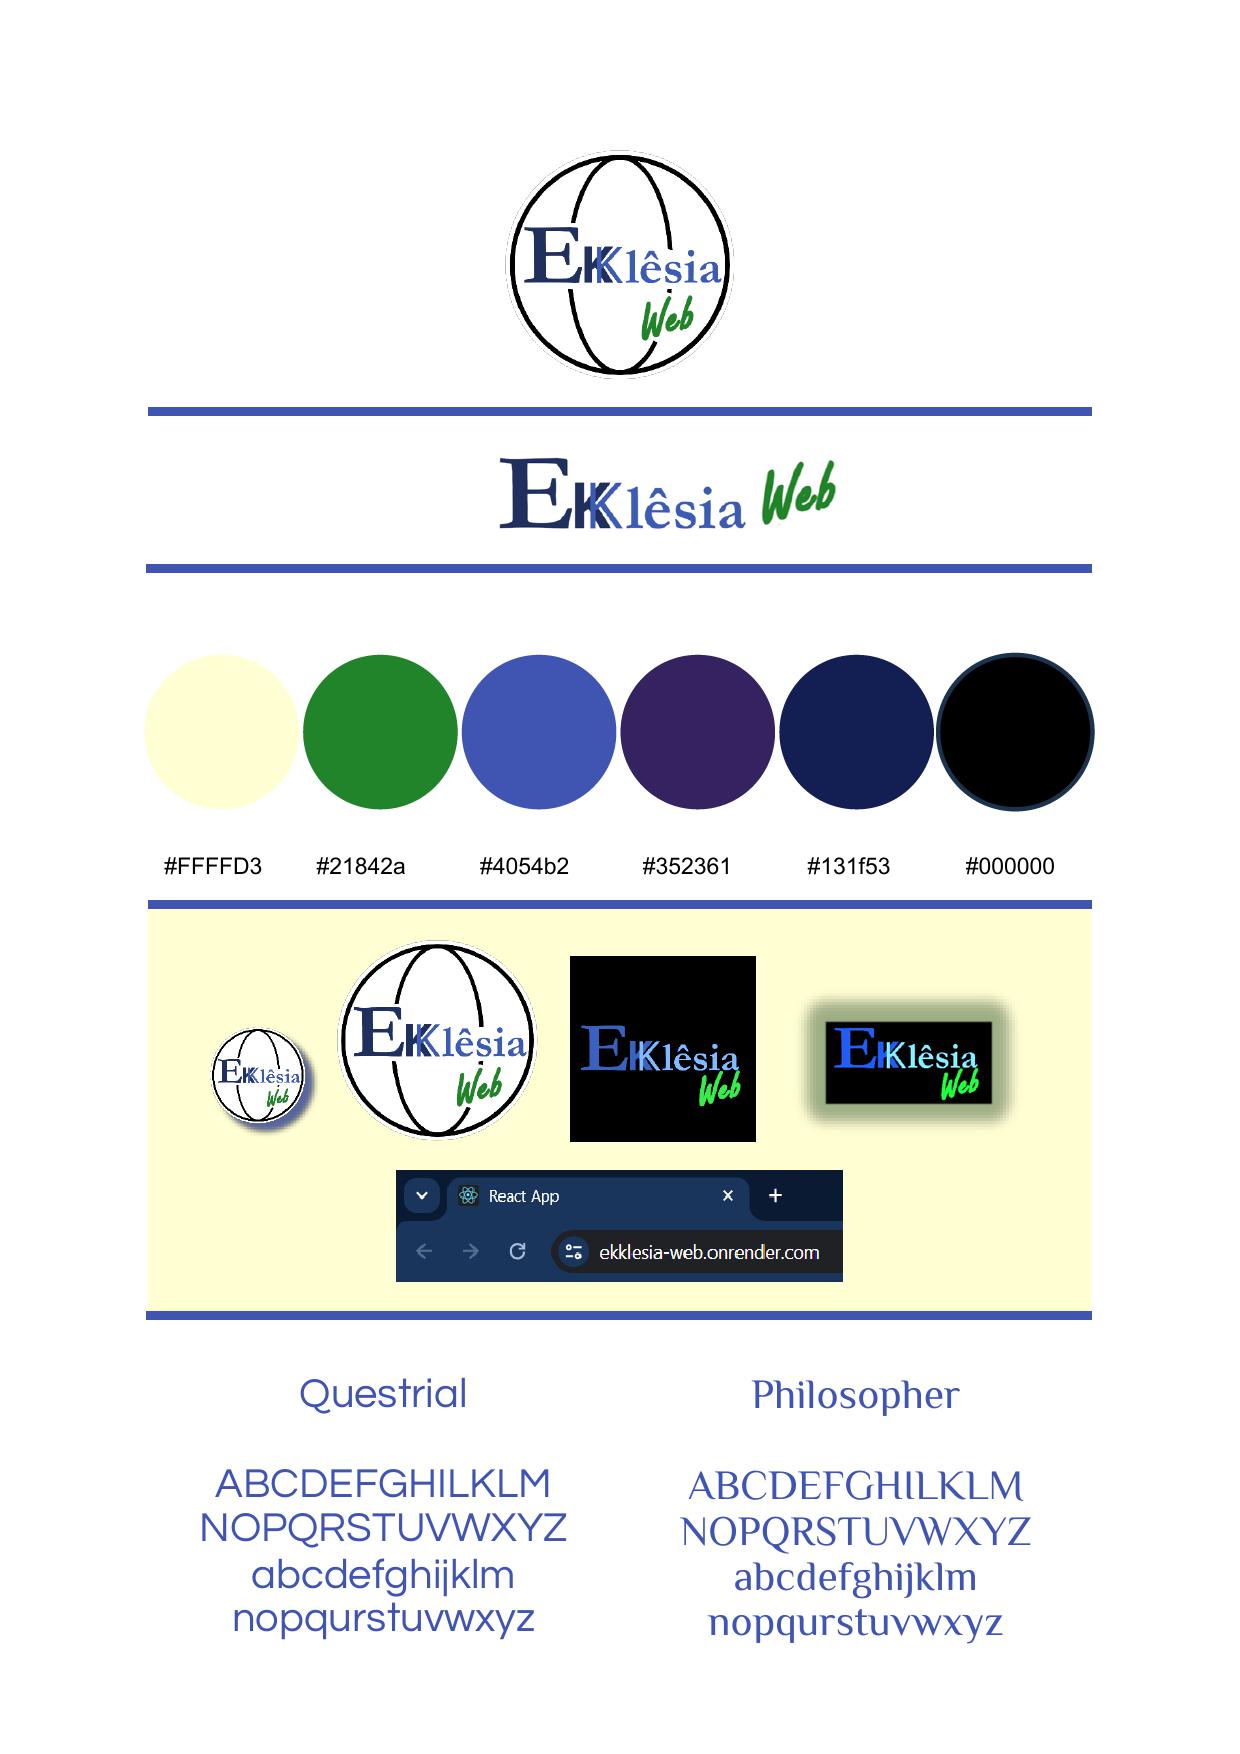 EKKlêsia
Web
EKKlêsia Web
#FFFFD3 #21842a #4054b2 #352361 #131f53 #000000
EKKlêsia
Web
EKKlêsia
Web
EKKlêsia
Web
EKKlêsia
Web
React App
ekklesia-web.onrender.com
Questrial
ABCDEFGHILKLM
NOPQRSTUVWXYZ
abcdefghijklm
nopqurstuvwxyz
Philosopher
ABCDEFGHILKLM
NOPQRSTUVWXYZ
abcdefghijklm
nopqurstuvwxyz